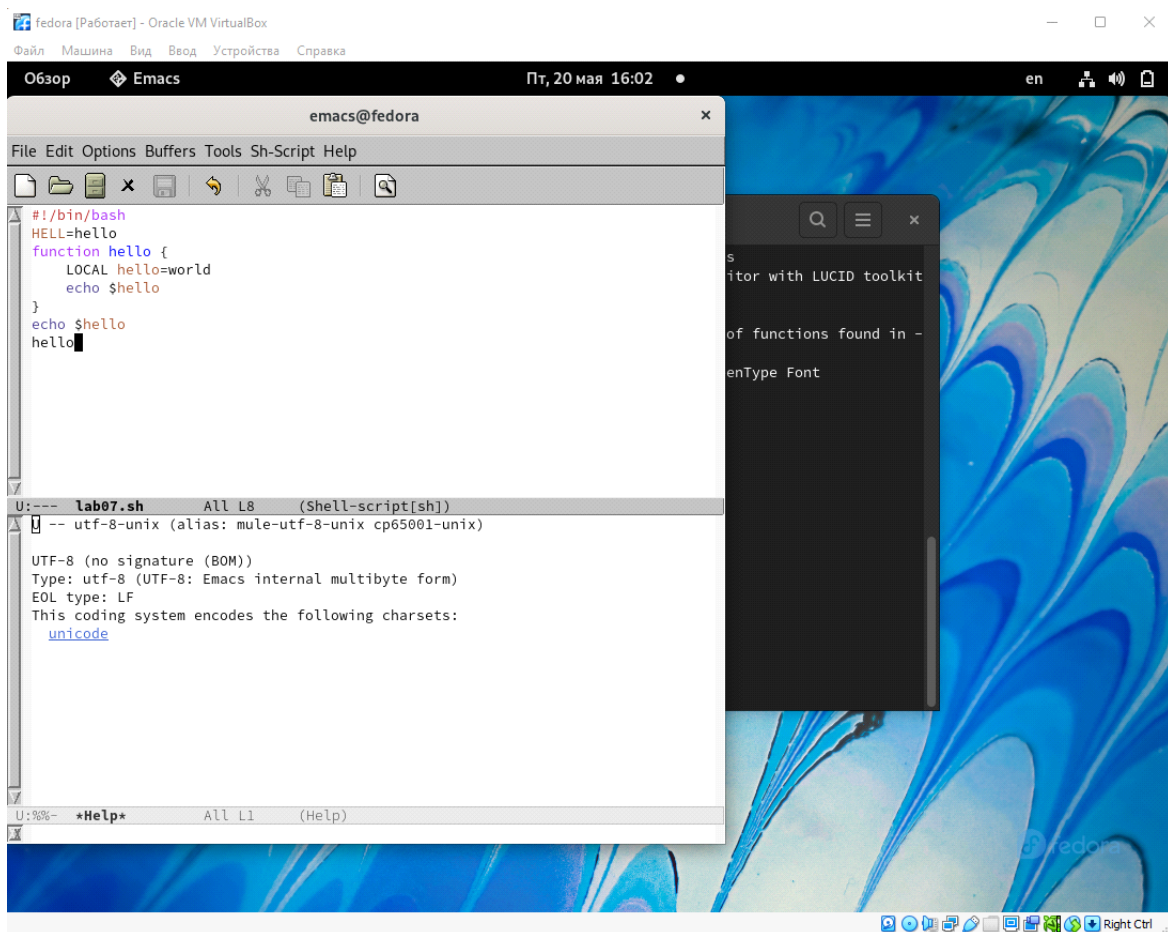 fedora [Работает] - Oracle VM VirtualBox
Файл Машина Вид Ввод Устройства Справка
Обзор Emacs Пт, 20 мая 16:02 en
emacs@fedora
File Edit Options Buffers Tools Sh-Script Help
#!/bin/bash
HELL=hello
function hello {
LOCAL hello=world
echo $hello
}
echo $hello
hello
U:--- lab07.sh All L8 (Shell-script[sh])
U -- utf-8-unix (alias: mule-utf-8-unix cp65001-unix)
UTF-8 (no signature (BOM))
Type: utf-8 (UTF-8: Emacs internal multibyte form)
EOL type: LF
This coding system encodes the following charsets:
unicode
U:%%- *Help* All L1 (Help)
s
itor with LUCID toolkit
of functions found in -
enType Font
fedora
Right Ctrl